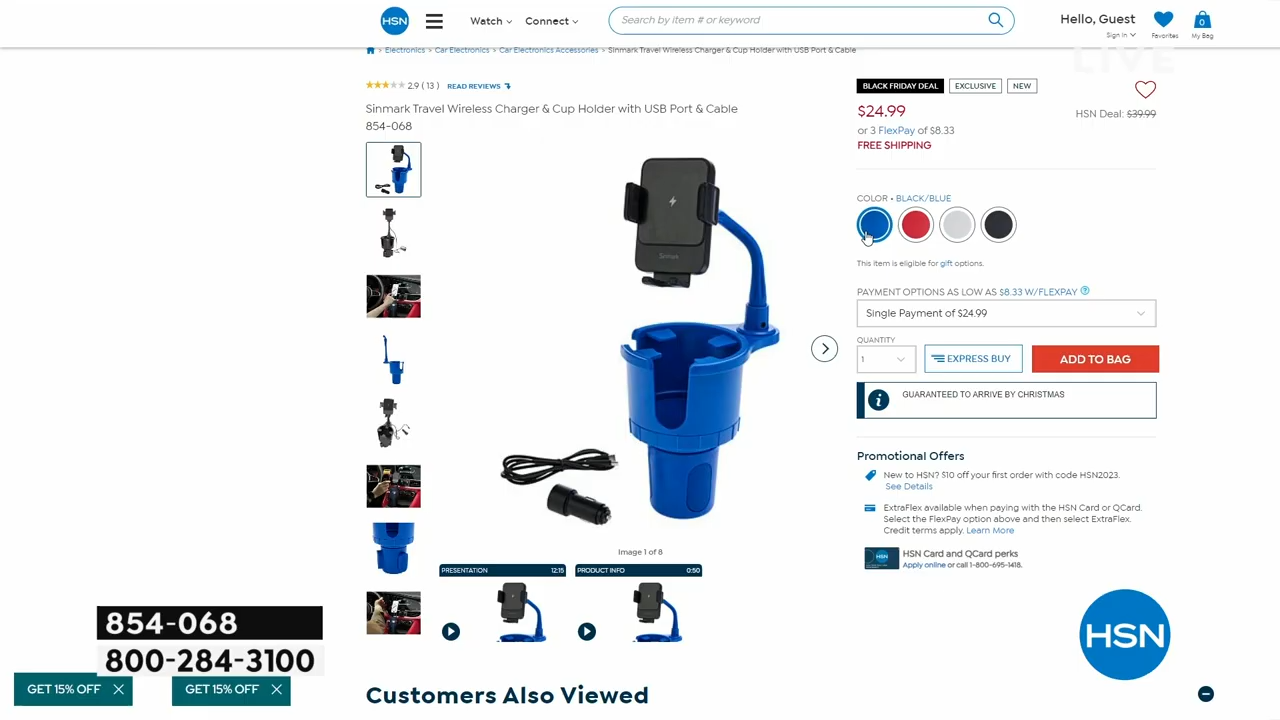 HSN
Watch
Connect
Search by item # or keyword
Hello, Guest
Sign In
Favorites
0
My Bag
LIVE
Electronics > Car Electronics > Car Electronics Accessories > Sinmark Travel Wireless Charger & Cup Holder with USB Port & Cable
2.9 ( 13 ) READ REVIEWS
Sinmark Travel Wireless Charger & Cup Holder with USB Port & Cable
854-068
BLACK FRIDAY DEAL EXCLUSIVE NEW
$24.99
HSN Deal: $39.99
or 3 FlexPay of $8.33
FREE SHIPPING
COLOR • BLACK/BLUE
This item is eligible for gift options.
PAYMENT OPTIONS AS LOW AS $8.33 W/FLEXPAY ?
Single Payment of $24.99
QUANTITY
1
EXPRESS BUY
ADD TO BAG
i GUARANTEED TO ARRIVE BY CHRISTMAS
Promotional Offers
New to HSN? $10 off your first order with code HSN2023.
See Details
ExtraFlex available when paying with the HSN Card or QCard.
Select the FlexPay option above and then select ExtraFlex.
Credit terms apply. Learn More
HSN Card and QCard perks
Apply online or call 1-800-695-1418.
Image 1 of 8
PRESENTATION 12:15
PRODUCT INFO 0:50
854-068
800-284-3100
GET 15% OFF
GET 15% OFF
HSN
Customers Also Viewed